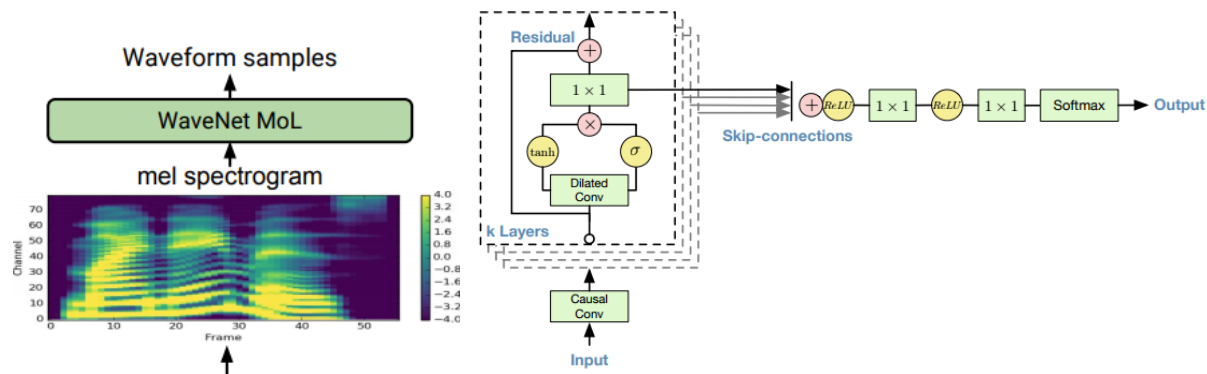 Waveform samples
WaveNet MoL
mel spectrogram
Channel
70
60
50
40
30
20
10
0
0 10 20 30 40 50
Frame
4.0
3.2
2.4
1.6
0.8
0.0
−0.8
−1.6
−2.4
−3.2
−4.0
Residual
+
1 × 1
×
tanh
σ
Dilated
Conv
k Layers
Causal
Conv
Input
Skip-connections
+ ReLU 1 × 1 ReLU 1 × 1 Softmax Output